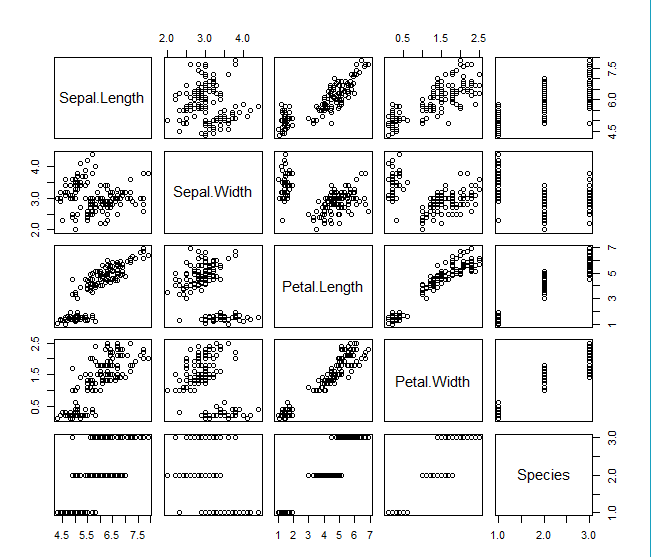 2.0 3.0 4.0
0.5 1.5 2.5
Sepal.Length
4.5 6.0 7.5
2.0 3.0 4.0
Sepal.Width
Petal.Length
1 3 5 7
0.5 1.5 2.5
Petal.Width
Species
1.0 2.0 3.0
4.5 5.5 6.5 7.5
1 2 3 4 5 6 7
1.0 2.0 3.0